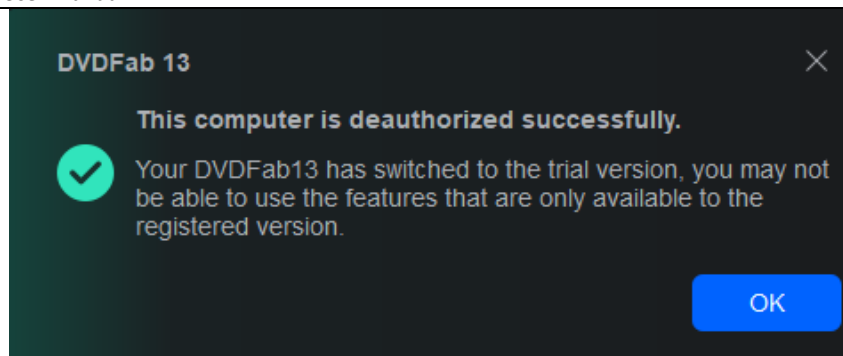 DVDFab 13
This computer is deauthorized successfully.
Your DVDFab13 has switched to the trial version, you may not
be able to use the features that are only available to the
registered version.
OK